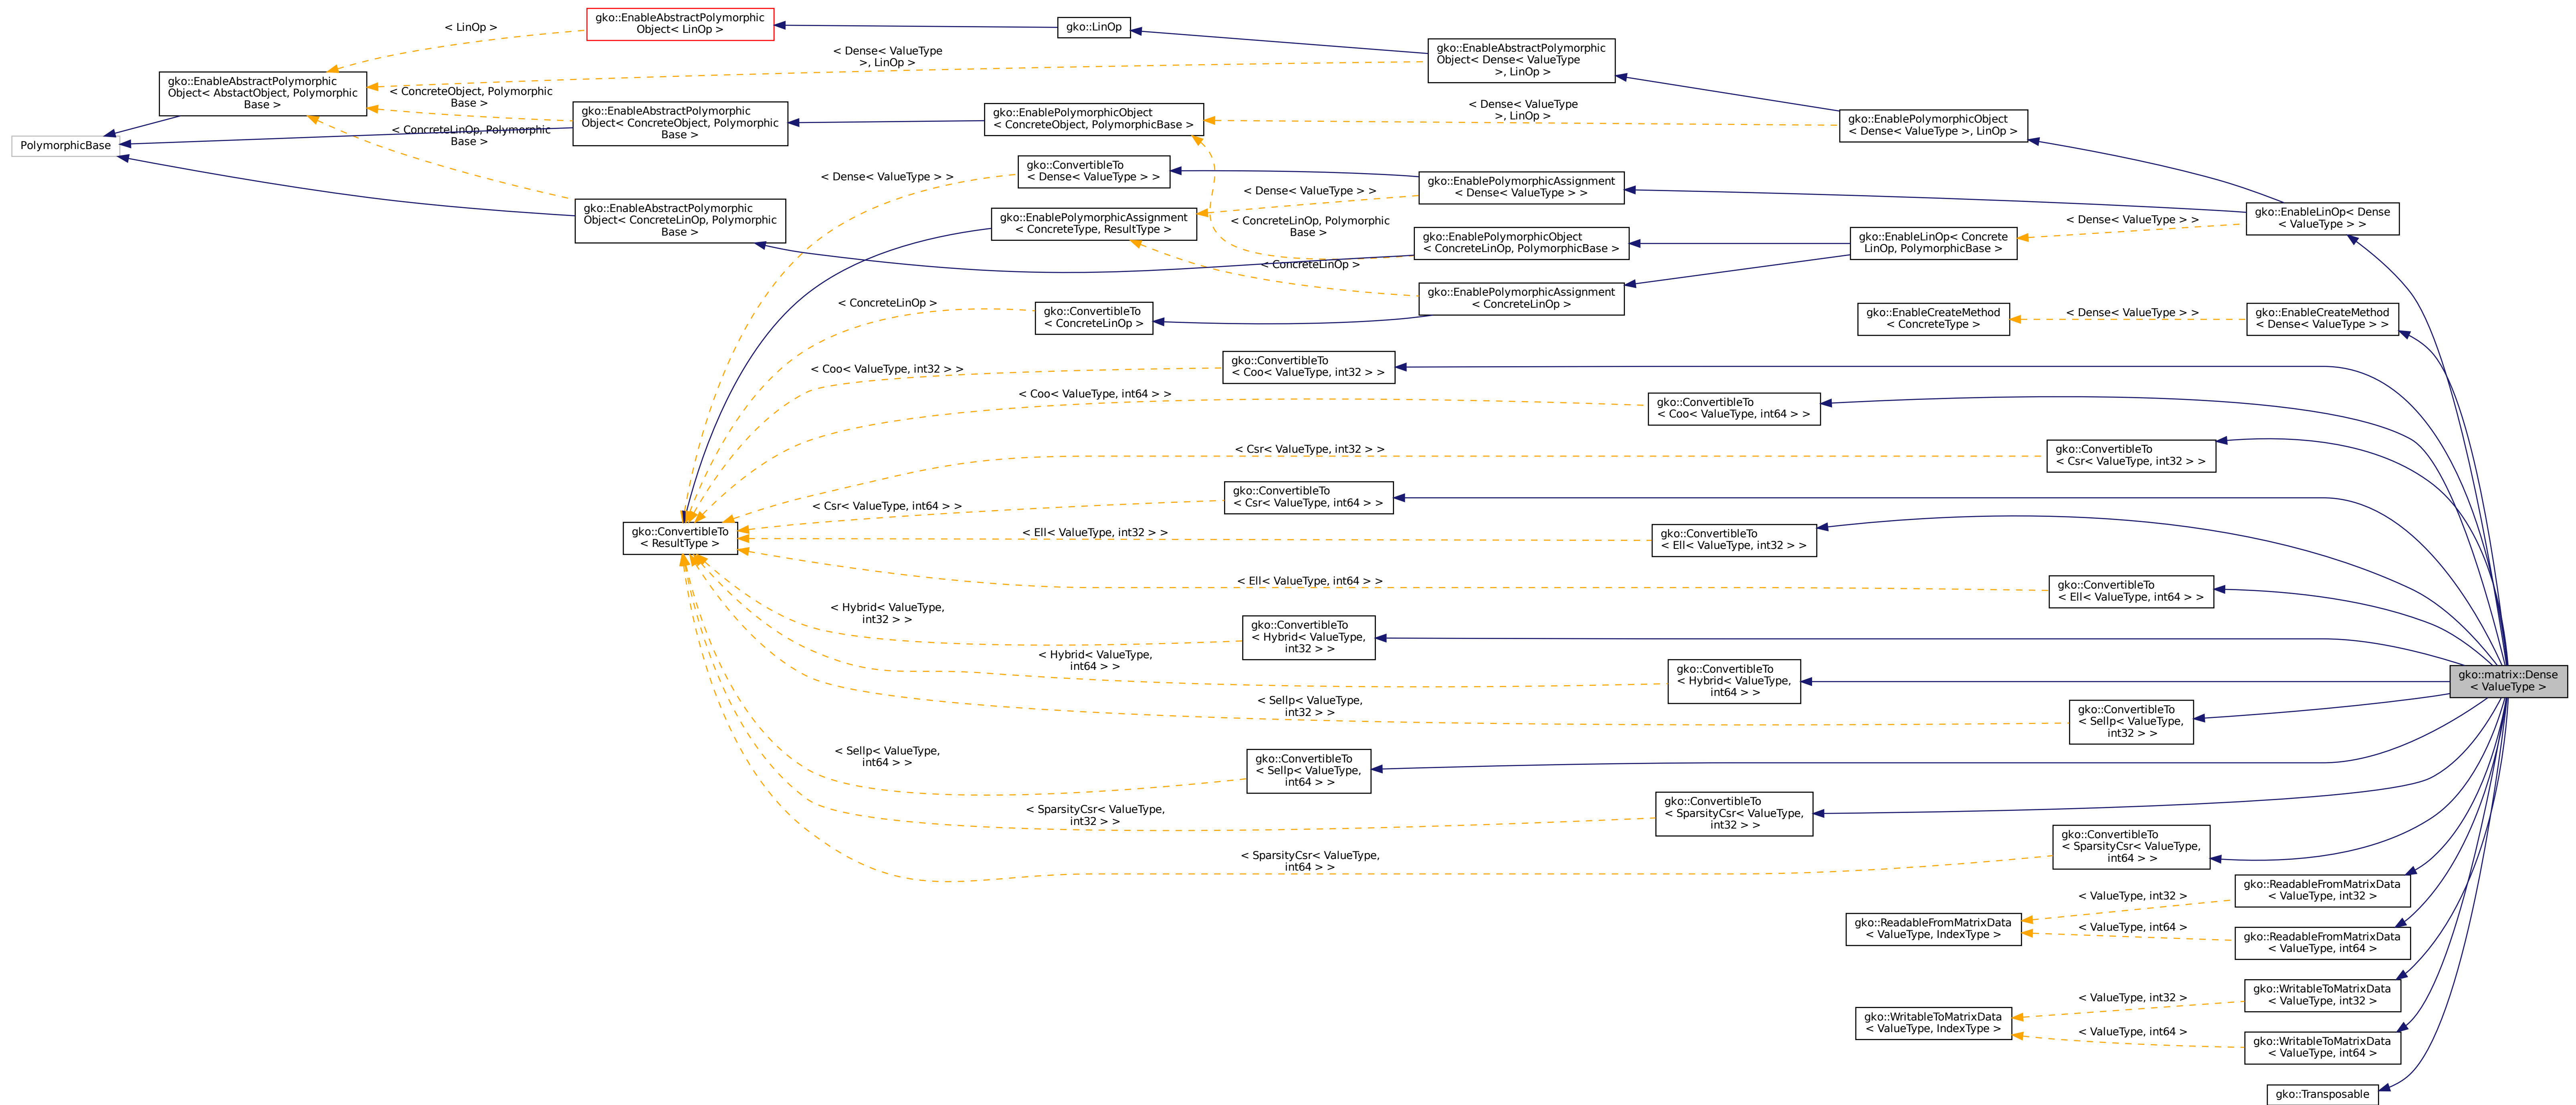 < LinOp >
gko::EnableAbstractPolymorphic
Object< LinOp >
gko::LinOp
< Dense< ValueType
>, LinOp >
gko::EnableAbstractPolymorphic
Object< Dense< ValueType
>, LinOp >
gko::EnableAbstractPolymorphic
Object< AbstactObject, Polymorphic
Base >
< ConcreteObject, Polymorphic
Base >
gko::EnableAbstractPolymorphic
Object< ConcreteObject, Polymorphic
Base >
gko::EnablePolymorphicObject
< ConcreteObject, PolymorphicBase >
< Dense< ValueType
>, LinOp >
gko::EnablePolymorphicObject
< Dense< ValueType >, LinOp >
PolymorphicBase
< ConcreteLinOp, Polymorphic
Base >
< Dense< ValueType > >
gko::ConvertibleTo
< Dense< ValueType > >
< Dense< ValueType > >
gko::EnablePolymorphicAssignment
< Dense< ValueType > >
gko::EnableAbstractPolymorphic
Object< ConcreteLinOp, Polymorphic
Base >
gko::EnablePolymorphicAssignment
< ConcreteType, ResultType >
< ConcreteLinOp, Polymorphic
Base >
gko::EnablePolymorphicObject
< ConcreteLinOp, PolymorphicBase >
gko::EnableLinOp< Concrete
LinOp, PolymorphicBase >
< Dense< ValueType > >
gko::EnableLinOp< Dense
< ValueType > >
< ConcreteLinOp >
< ConcreteLinOp >
gko::ConvertibleTo
< ConcreteLinOp >
gko::EnablePolymorphicAssignment
< ConcreteLinOp >
gko::EnableCreateMethod
< ConcreteType >
< Dense< ValueType > >
gko::EnableCreateMethod
< Dense< ValueType > >
< Coo< ValueType, int32 > >
gko::ConvertibleTo
< Coo< ValueType, int32 > >
< Coo< ValueType, int64 > >
gko::ConvertibleTo
< Coo< ValueType, int64 > >
< Csr< ValueType, int32 > >
gko::ConvertibleTo
< Csr< ValueType, int32 > >
< Csr< ValueType, int64 > >
gko::ConvertibleTo
< Csr< ValueType, int64 > >
gko::ConvertibleTo
< ResultType >
< Ell< ValueType, int32 > >
gko::ConvertibleTo
< Ell< ValueType, int32 > >
< Ell< ValueType, int64 > >
gko::ConvertibleTo
< Ell< ValueType, int64 > >
< Hybrid< ValueType,
int32 > >
gko::ConvertibleTo
< Hybrid< ValueType,
int32 > >
< Hybrid< ValueType,
int64 > >
gko::ConvertibleTo
< Hybrid< ValueType,
int64 > >
gko::matrix::Dense
< ValueType >
< Sellp< ValueType,
int32 > >
gko::ConvertibleTo
< Sellp< ValueType,
int32 > >
< Sellp< ValueType,
int64 > >
gko::ConvertibleTo
< Sellp< ValueType,
int64 > >
< SparsityCsr< ValueType,
int32 > >
gko::ConvertibleTo
< SparsityCsr< ValueType,
int32 > >
< SparsityCsr< ValueType,
int64 > >
gko::ConvertibleTo
< SparsityCsr< ValueType,
int64 > >
< ValueType, int32 >
gko::ReadableFromMatrixData
< ValueType, int32 >
gko::ReadableFromMatrixData
< ValueType, IndexType >
< ValueType, int64 >
gko::ReadableFromMatrixData
< ValueType, int64 >
< ValueType, int32 >
gko::WritableToMatrixData
< ValueType, int32 >
gko::WritableToMatrixData
< ValueType, IndexType >
< ValueType, int64 >
gko::WritableToMatrixData
< ValueType, int64 >
gko::Transposable